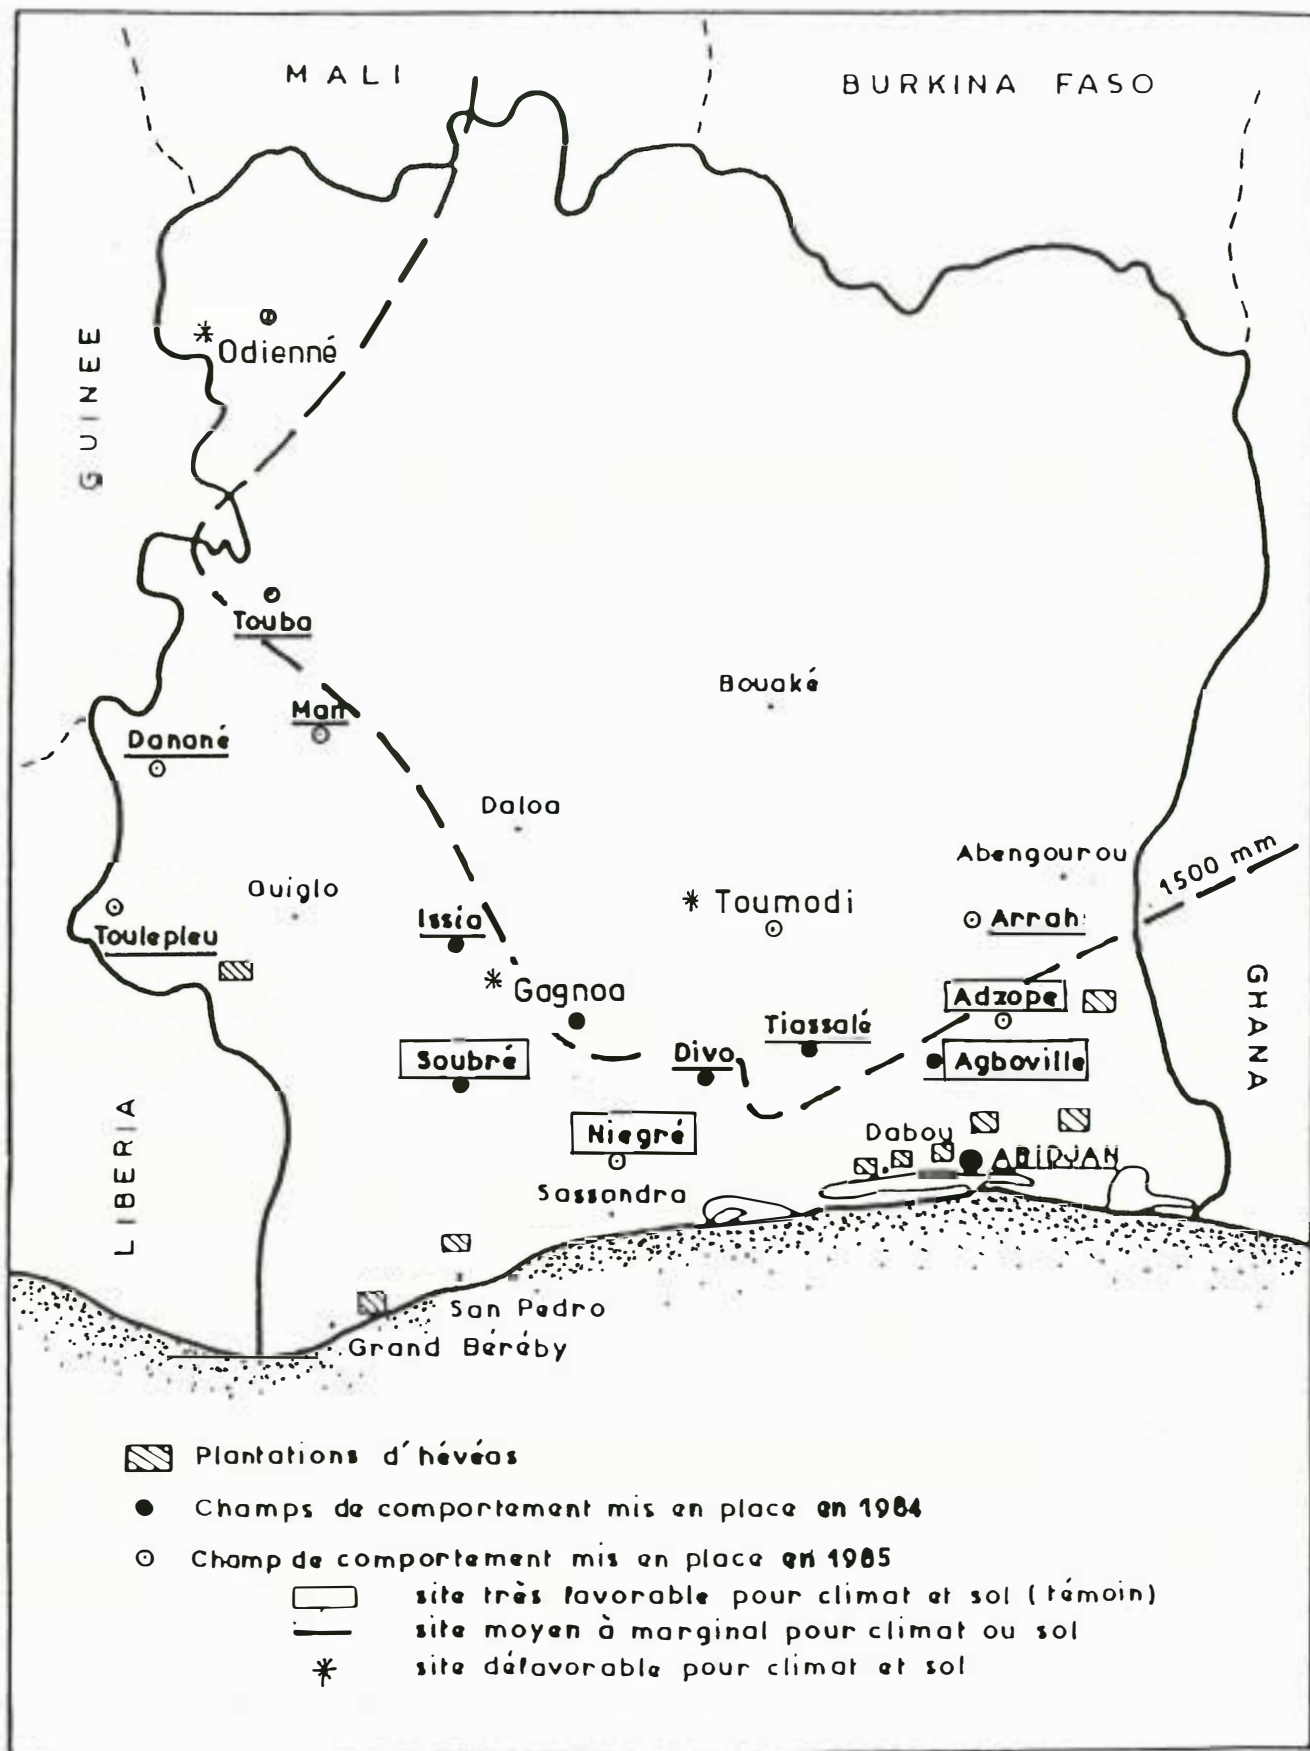 MALI
BURKINA FASO
GUINEE
Odienné
Touba
Man
Danané
Bouaké
Daloa
Abengourou
1500 mm
Ouiglo
Issia
Toumodi
Arrah
Toulepleu
Gagnoa
Adzope
GHANA
Tiassalé
Soubré
Divo
Agboville
LIBERIA
Niegré
Dabou
ABIDJAN
Sassandra
San Pedro
Grand Béréby
Plantations d'hévéas
Champs de comportement mis en place en 1984
Champ de comportement mis en place en 1985
site très favorable pour climat et sol (témoin)
site moyen à marginal pour climat ou sol
site défavorable pour climat et sol